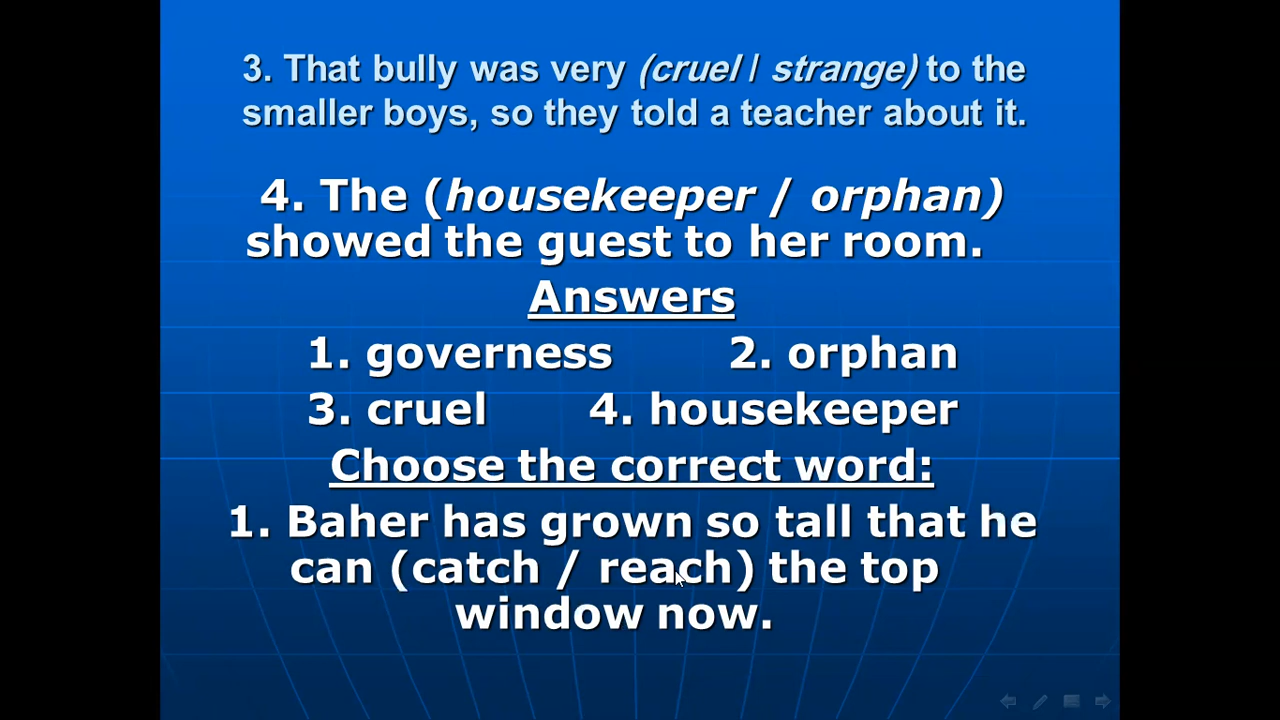 3. That bully was very (cruel / strange) to the
smaller boys, so they told a teacher about it.
4. The (housekeeper / orphan)
showed the guest to her room.
Answers
1. governess 2. orphan
3. cruel 4. housekeeper
Choose the correct word:
1. Baher has grown so tall that he
can (catch / reach) the top
window now.